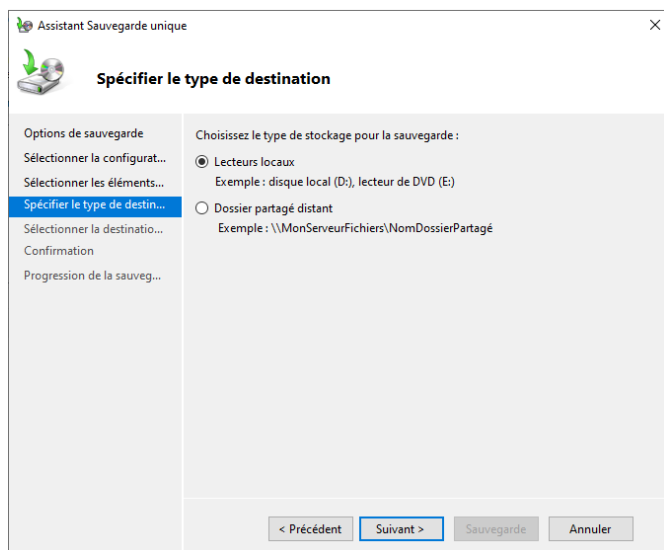 Assistant Sauvegarde unique
Spécifier le type de destination
Options de sauvegarde
Sélectionner la configurat...
Sélectionner les éléments...
Spécifier le type de destin...
Sélectionner la destinatio...
Confirmation
Progression de la sauveg...
Choisissez le type de stockage pour la sauvegarde :
Lecteurs locaux
Exemple : disque local (D:), lecteur de DVD (E:)
Dossier partagé distant
Exemple : \\MonServeurFichiers\NomDossierPartagé
< Précédent
Suivant >
Sauvegarde
Annuler